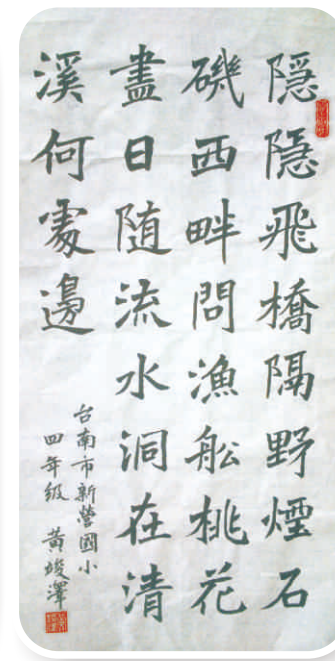 隱隱飛橋隔野煙石
磯西畔問漁船桃花
盡日随流水洞在清
溪何處邊
台南市新營國小
四年級 黃埈澤